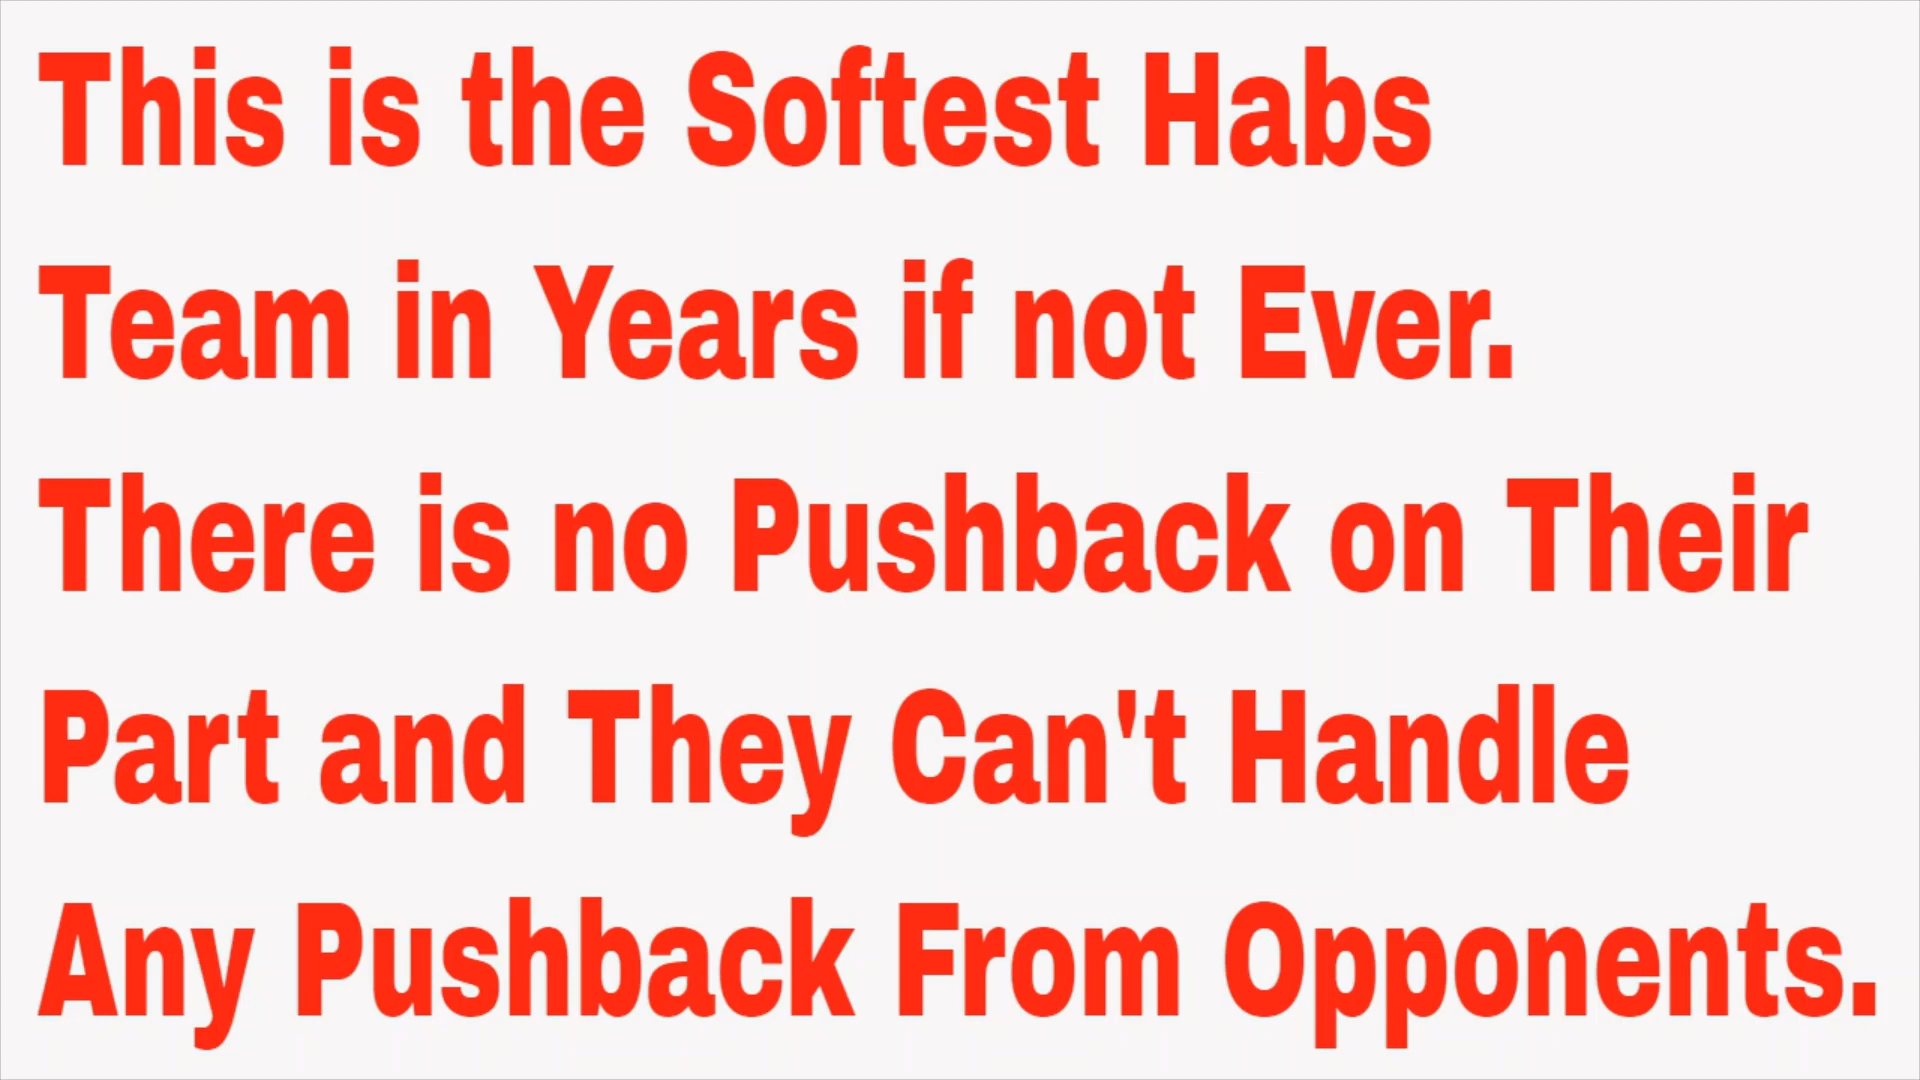 This is the Softest Habs
Team in Years if not Ever.
There is no Pushback on Their
Part and They Can't Handle
Any Pushback From Opponents.